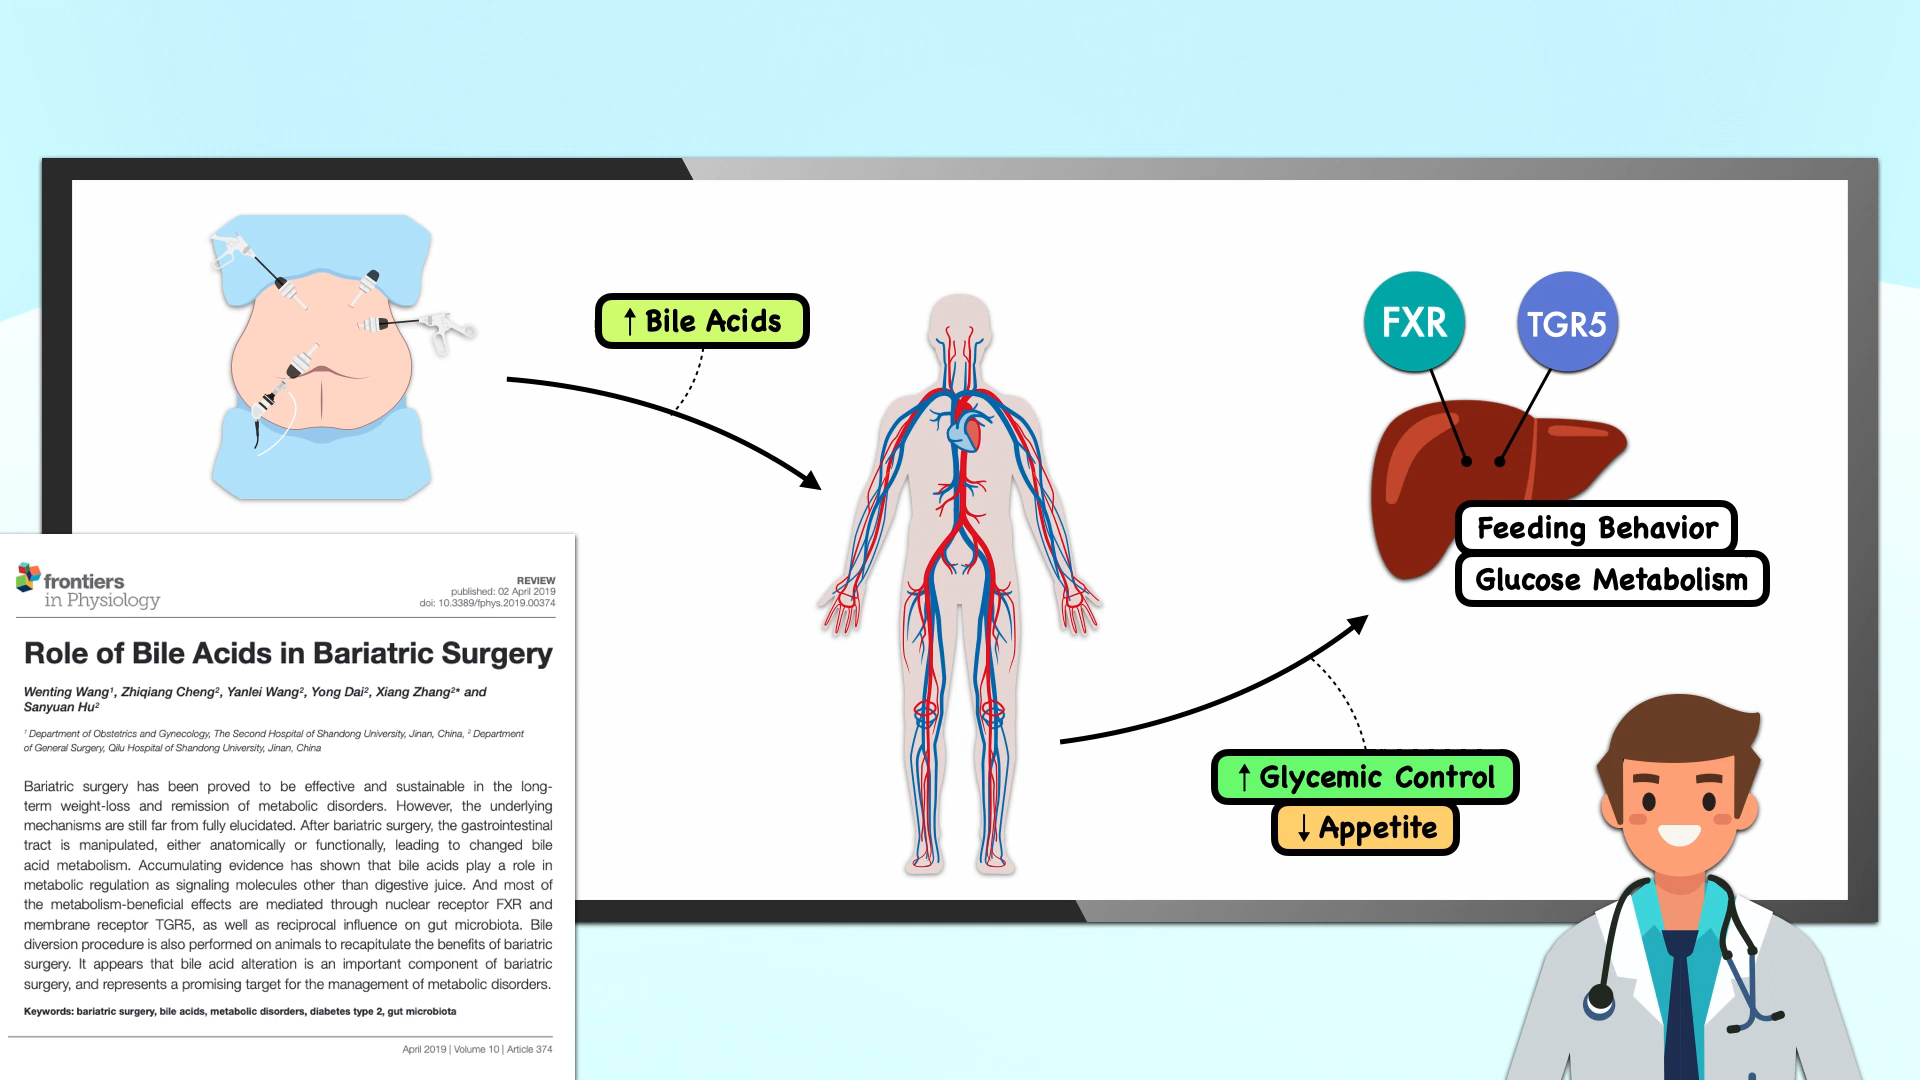 ↑ Bile Acids
FXR
TGR5
Feeding Behavior
Glucose Metabolism
↑ Glycemic Control
↓ Appetite
frontiers
in Physiology
REVIEW
published: 02 April 2019
doi: 10.3389/fphys.2019.00374
Role of Bile Acids in Bariatric Surgery
Wenting Wang¹, Zhiqiang Cheng², Yanlei Wang², Yong Dai², Xiang Zhang²* and
Sanyuan Hu²
¹ Department of Obstetrics and Gynecology, The Second Hospital of Shandong University, Jinan, China, ² Department
of General Surgery, Qilu Hospital of Shandong University, Jinan, China
Bariatric surgery has been proved to be effective and sustainable in the long-
term weight-loss and remission of metabolic disorders. However, the underlying
mechanisms are still far from fully elucidated. After bariatric surgery, the gastrointestinal
tract is manipulated, either anatomically or functionally, leading to changed bile
acid metabolism. Accumulating evidence has shown that bile acids play a role in
metabolic regulation as signaling molecules other than digestive juice. And most of
the metabolism-beneficial effects are mediated through nuclear receptor FXR and
membrane receptor TGR5, as well as reciprocal influence on gut microbiota. Bile
diversion procedure is also performed on animals to recapitulate the benefits of bariatric
surgery. It appears that bile acid alteration is an important component of bariatric
surgery, and represents a promising target for the management of metabolic disorders.
Keywords: bariatric surgery, bile acids, metabolic disorders, diabetes type 2, gut microbiota
April 2019 | Volume 10 | Article 374